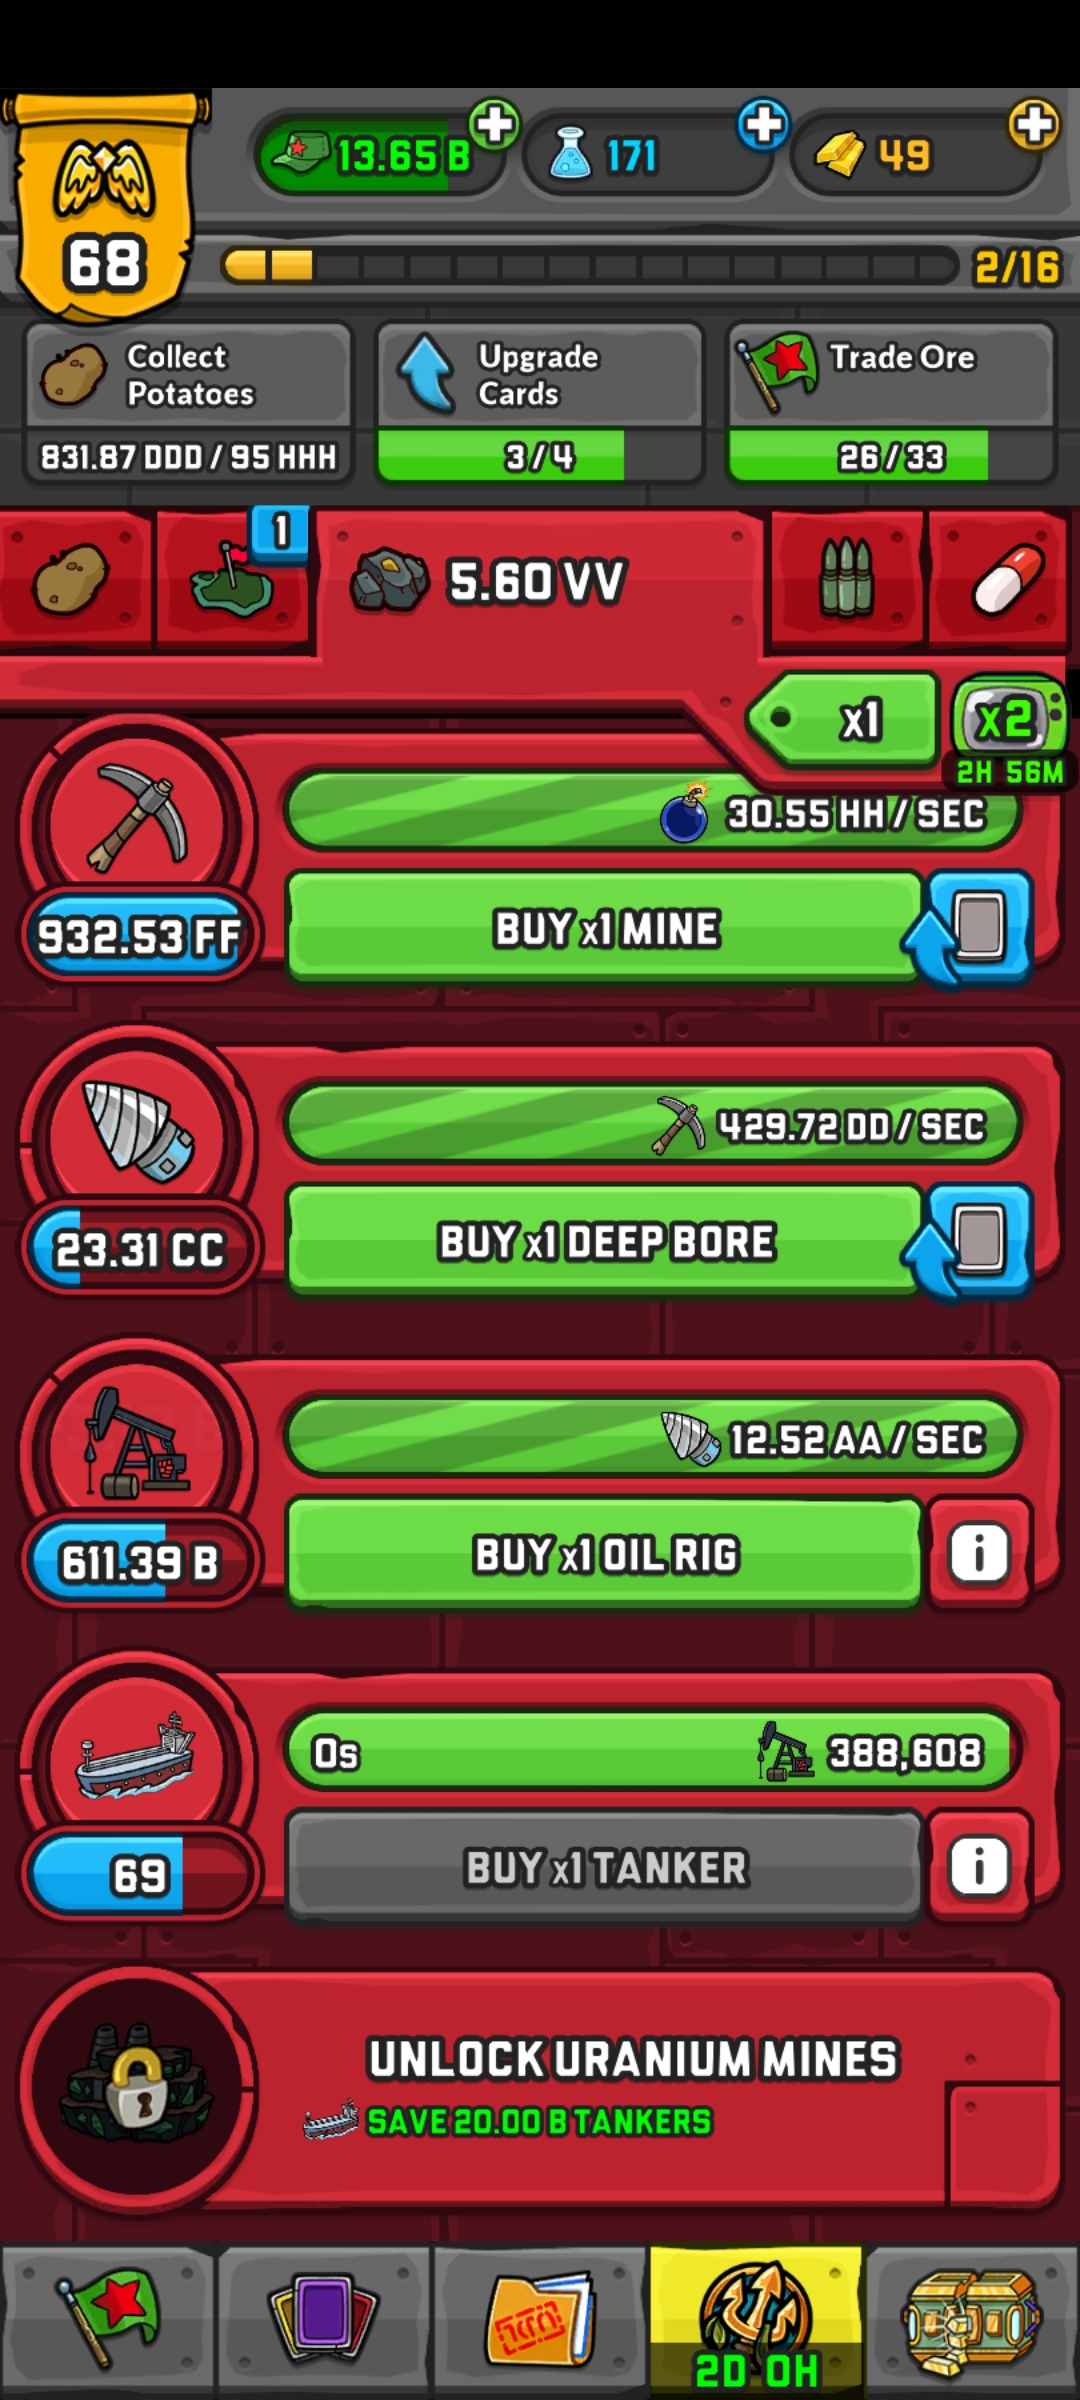 13.65 B
171
49
68
2/16
Collect
Potatoes
831.87 DDD / 95 HHH
Upgrade
Cards
3/4
Trade Ore
26/33
1
5.60 VV
x1
x2
2H 56M
30.55 HH / SEC
932.53 FF
BUY x1 MINE
429.72 DD / SEC
23.31 CC
BUY x1 DEEP BORE
12.52 AA / SEC
611.39 B
BUY x1 OIL RIG
i
0s
388,608
69
BUY x1 TANKER
i
UNLOCK URANIUM MINES
SAVE 20.00 B TANKERS
2D 0H